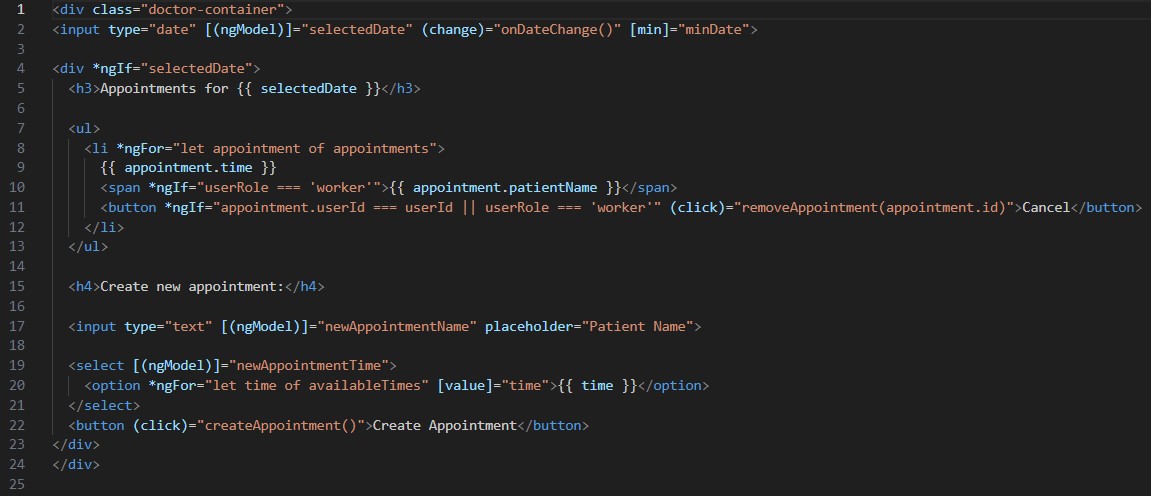 1 <div class="doctor-container">
2 <input type="date" [(ngModel)]="selectedDate" (change)="onDateChange()" [min]="minDate">
3
4 <div *ngIf="selectedDate">
5   <h3>Appointments for {{ selectedDate }}</h3>
6
7   <ul>
8     <li *ngFor="let appointment of appointments">
9       {{ appointment.time }}
10       <span *ngIf="userRole === 'worker'">{{ appointment.patientName }}</span>
11       <button *ngIf="appointment.userId === userId || userRole === 'worker'" (click)="removeAppointment(appointment.id)">Cancel</button>
12     </li>
13   </ul>
14
15   <h4>Create new appointment:</h4>
16
17   <input type="text" [(ngModel)]="newAppointmentName" placeholder="Patient Name">
18
19   <select [(ngModel)]="newAppointmentTime">
20     <option *ngFor="let time of availableTimes" [value]="time">{{ time }}</option>
21   </select>
22   <button (click)="createAppointment()">Create Appointment</button>
23 </div>
24 </div>
25